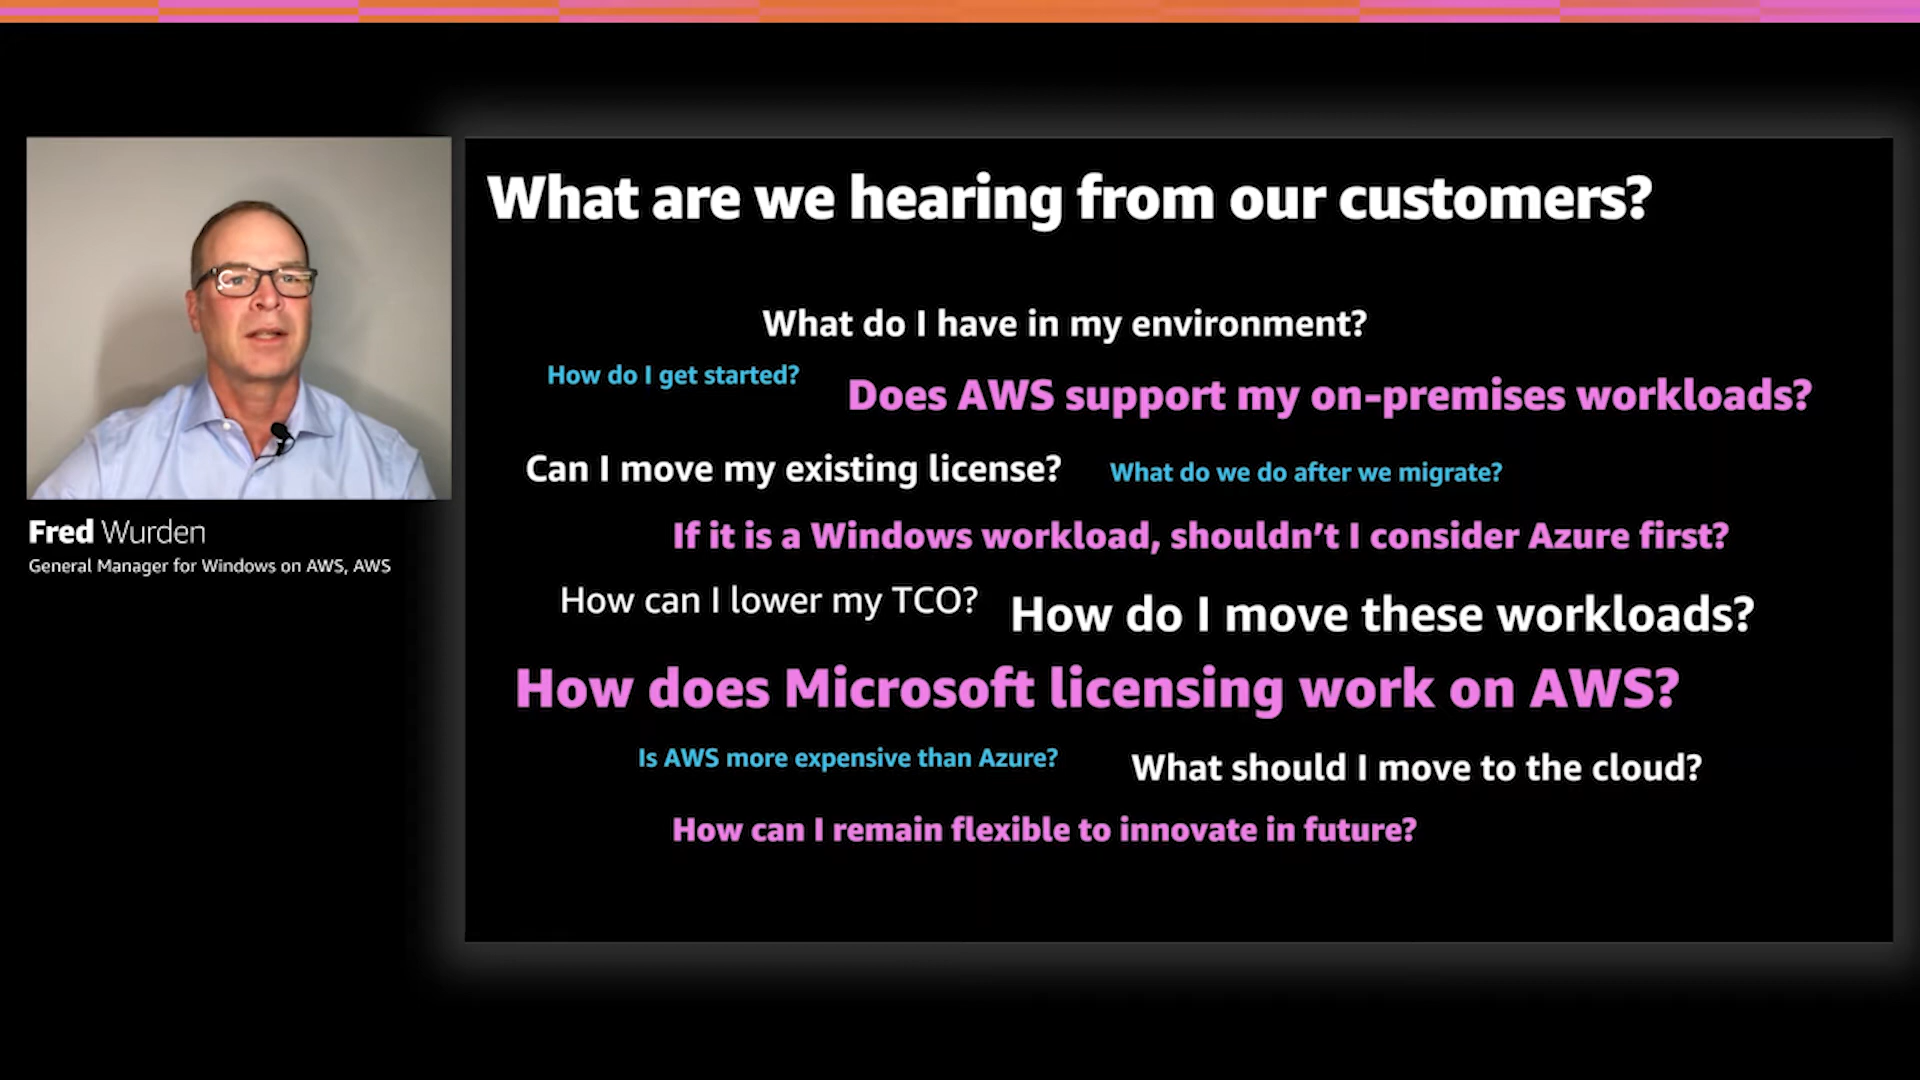 What are we hearing from our customers?
What do I have in my environment?
How do I get started?
Does AWS support my on-premises workloads?
Can I move my existing license?
What do we do after we migrate?
If it is a Windows workload, shouldn't I consider Azure first?
How can I lower my TCO?
How do I move these workloads?
How does Microsoft licensing work on AWS?
Is AWS more expensive than Azure?
What should I move to the cloud?
How can I remain flexible to innovate in future?
Fred Wurden
General Manager for Windows on AWS, AWS